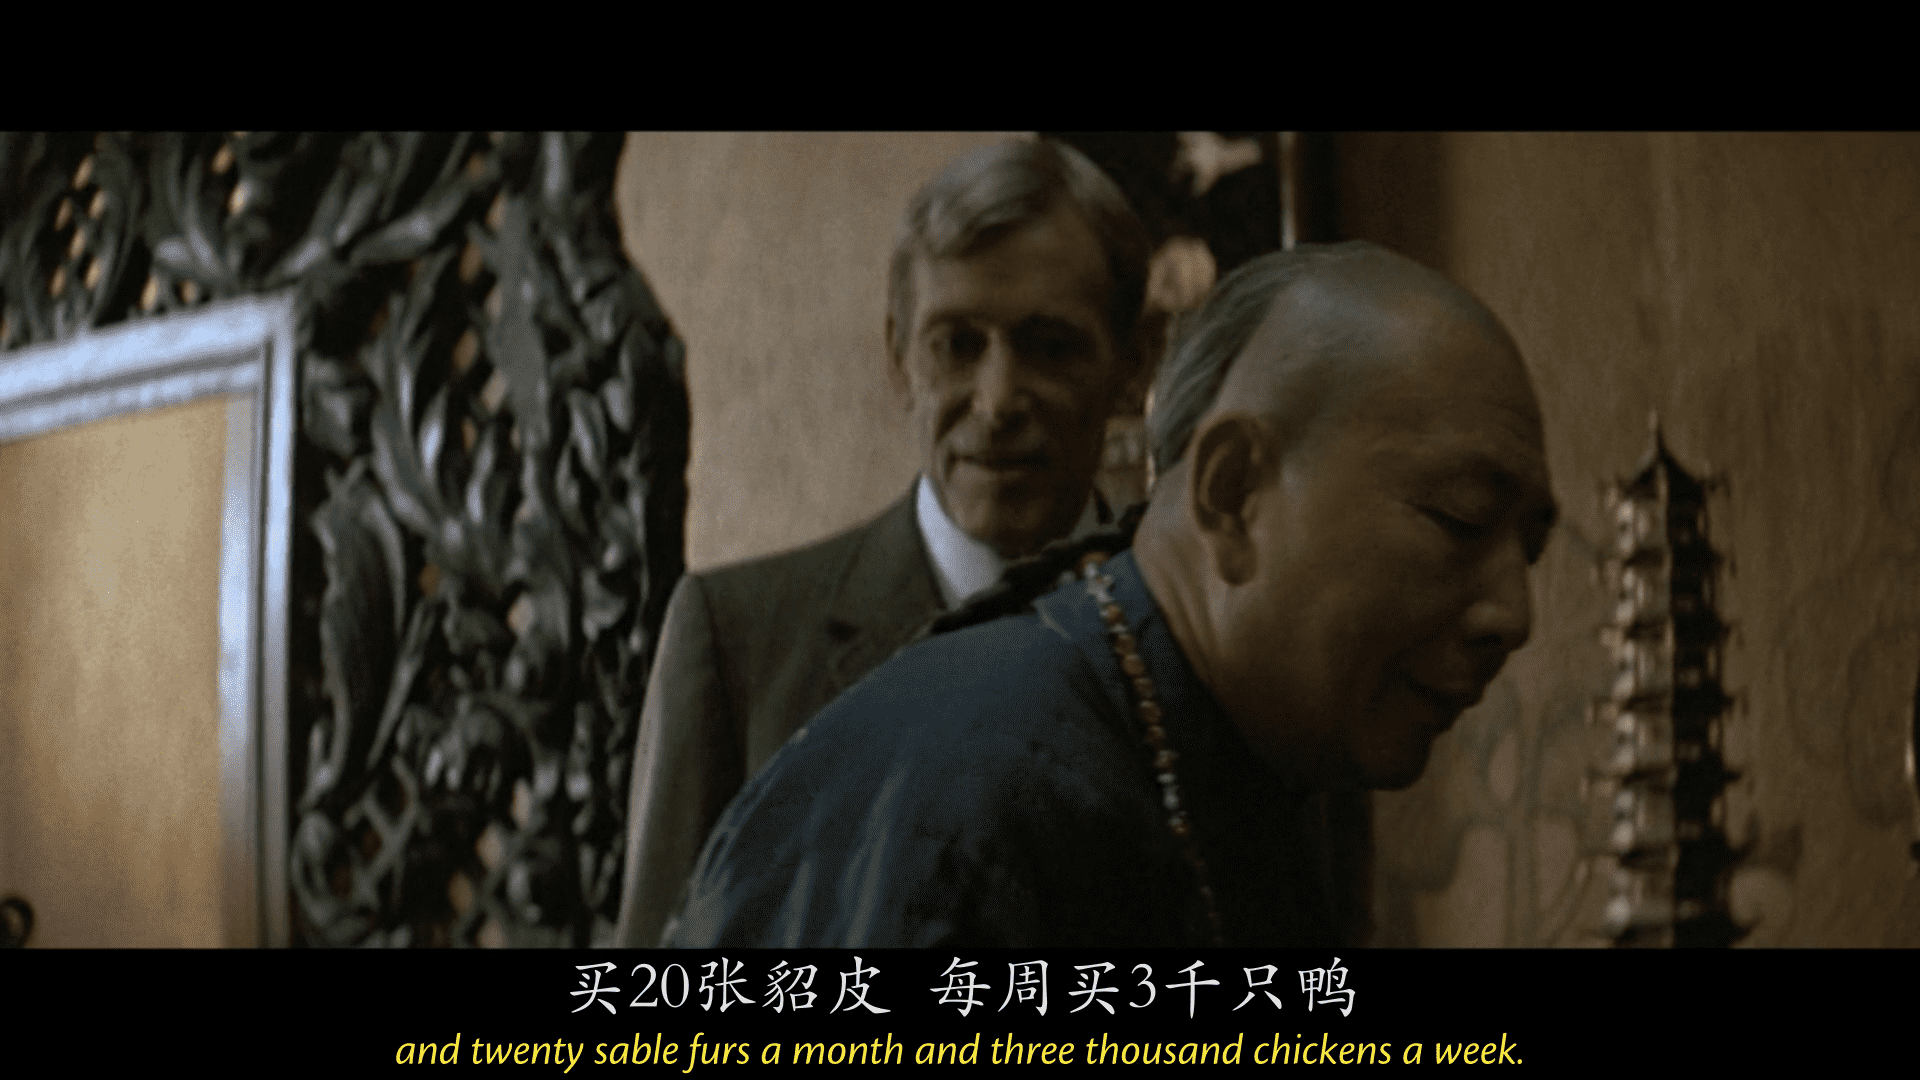 买20张貂皮 每周买3千只鸭
and twenty sable furs a month and three thousand chickens a week.